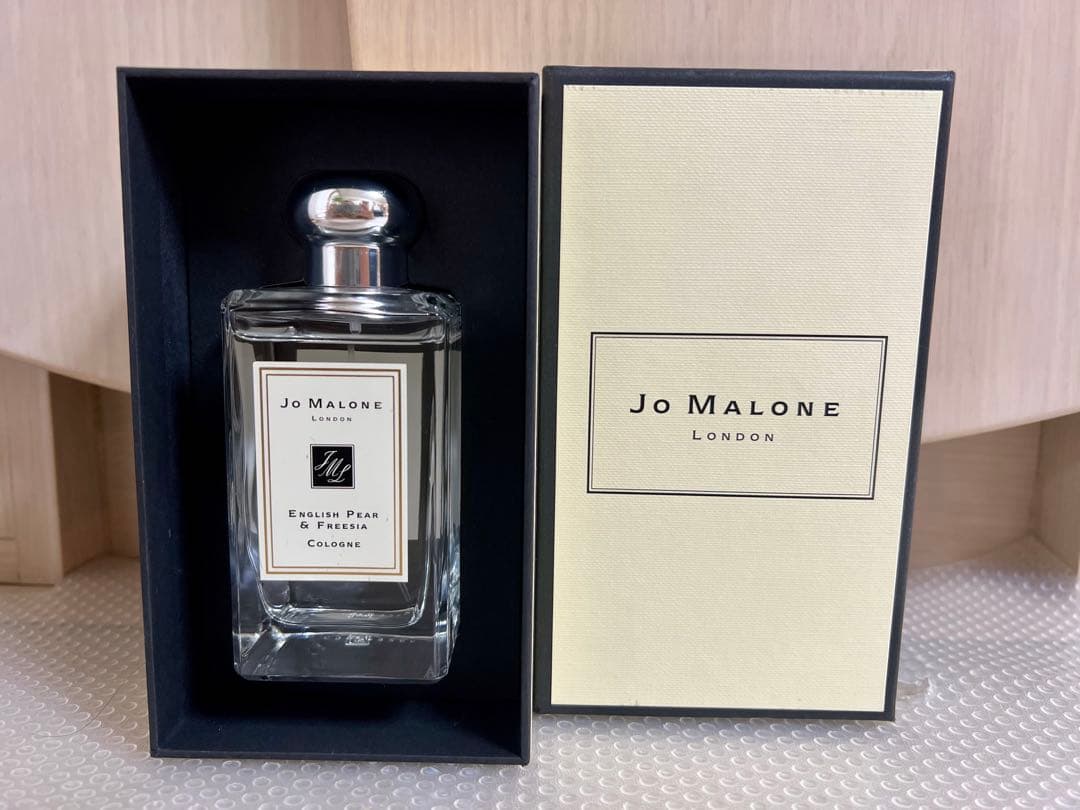 Jo Malone
London
JML
English Pear
& Freesia
Cologne
Jo Malone
London